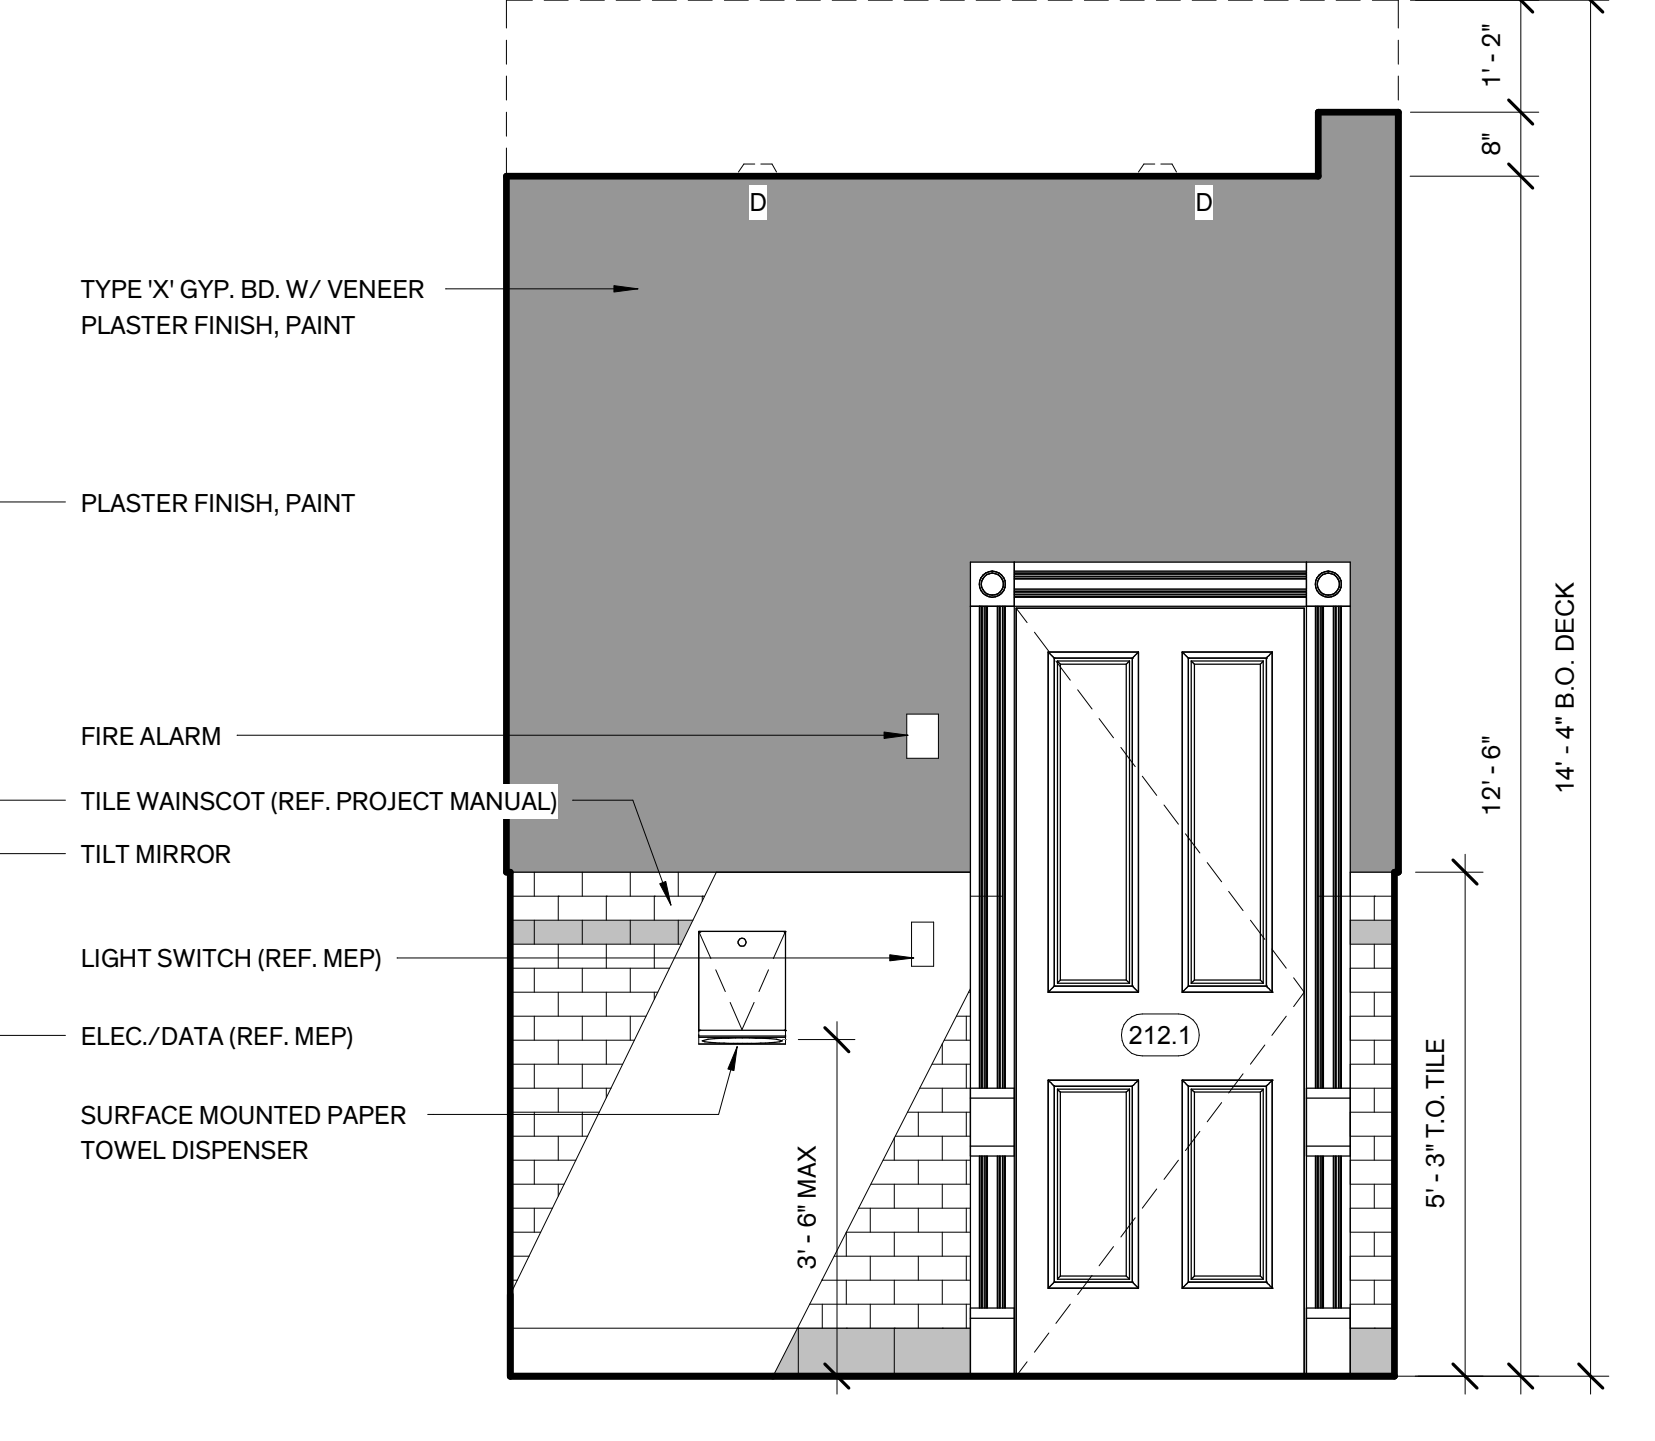 1' - 2"
8"
D
D
TYPE 'X' GYP. BD. W/ VENEER
PLASTER FINISH, PAINT
PLASTER FINISH, PAINT
14' - 4" B.O. DECK
12' - 6"
FIRE ALARM
TILE WAINSCOT (REF. PROJECT MANUAL)
TILT MIRROR
LIGHT SWITCH (REF. MEP)
212.1
ELEC./DATA (REF. MEP)
5' - 3" T.O. TILE
SURFACE MOUNTED PAPER
TOWEL DISPENSER
3' - 6" MAX